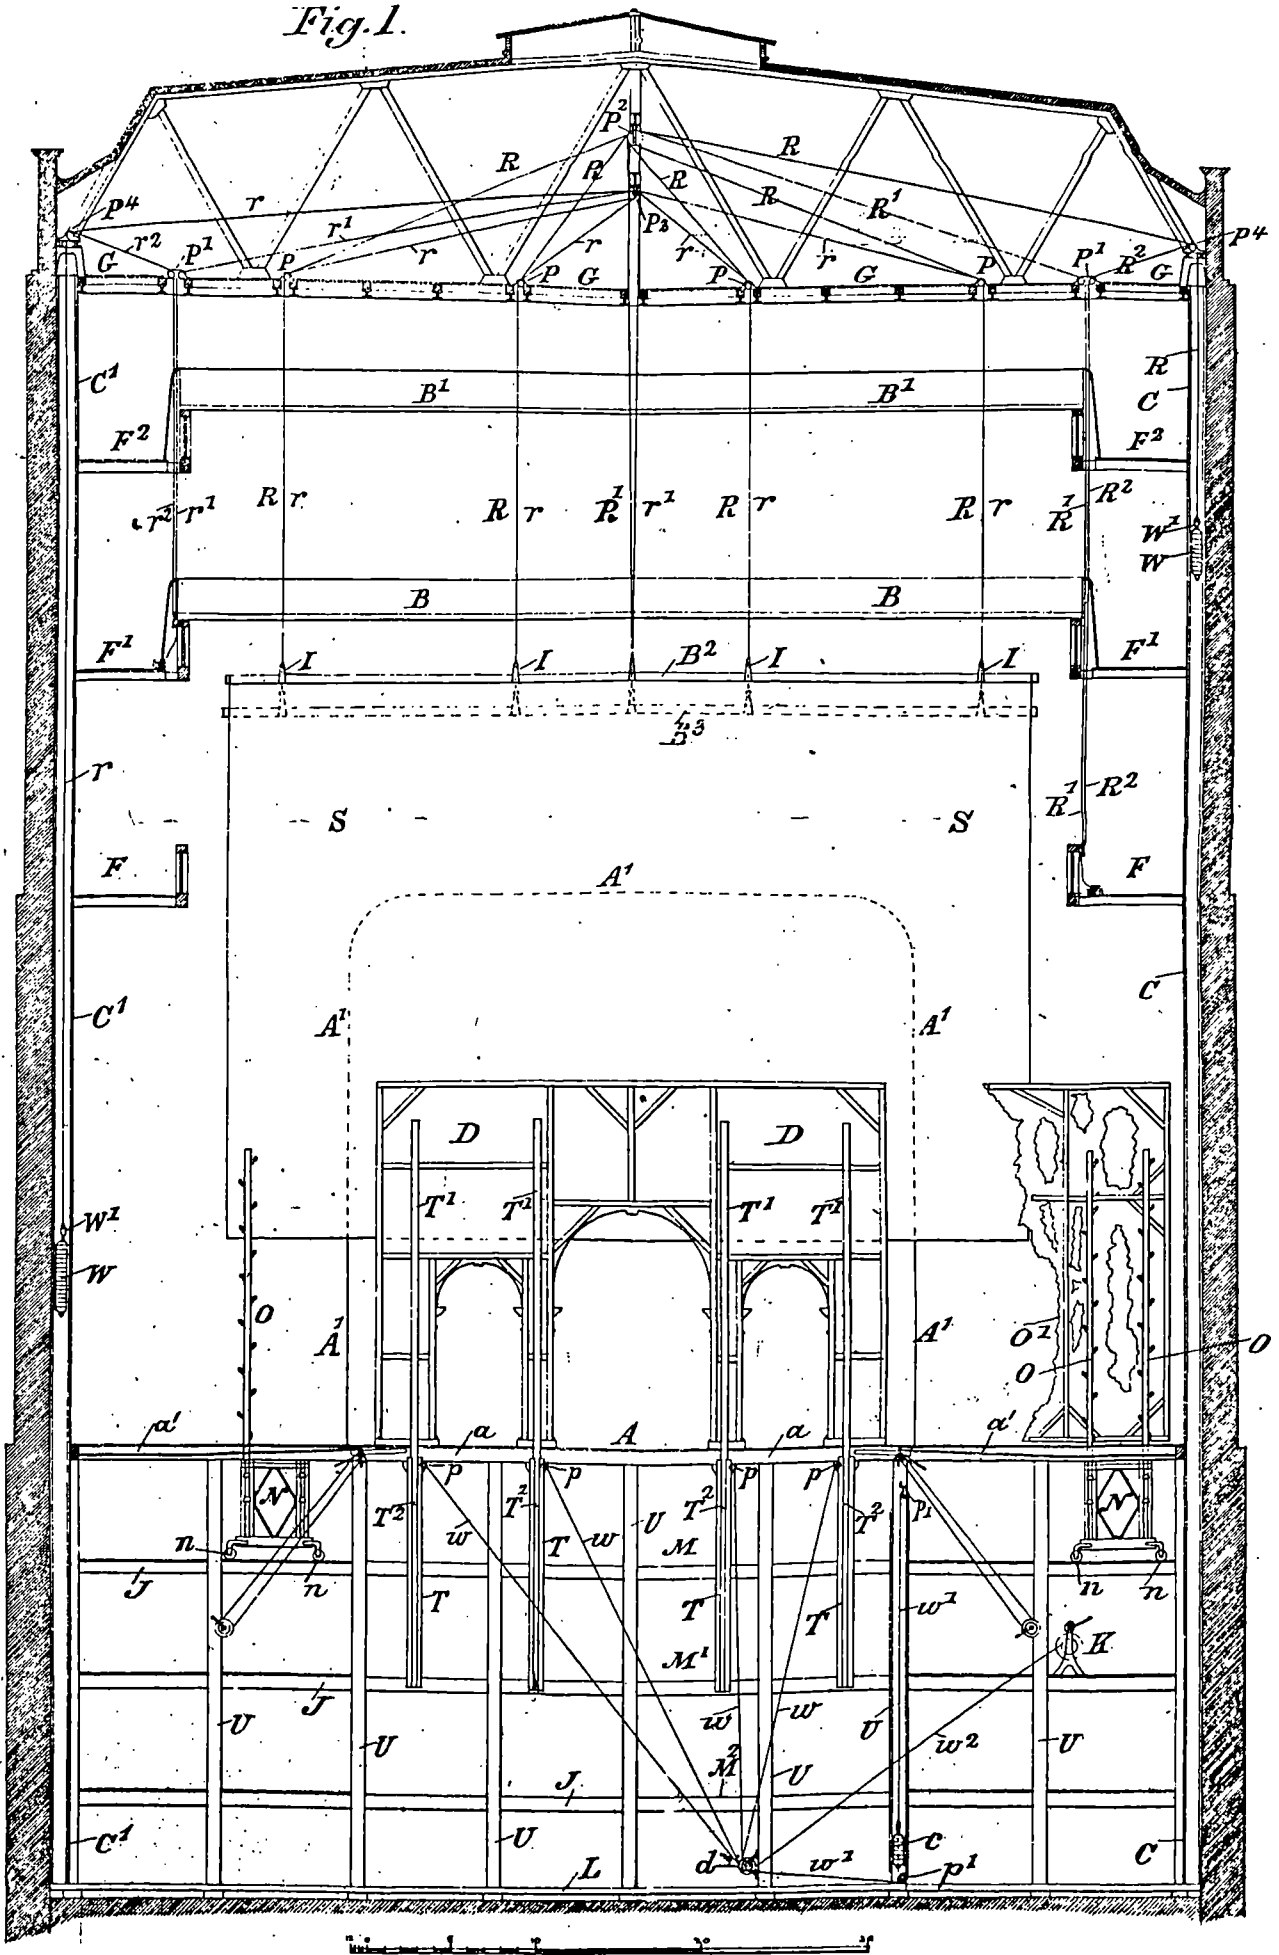 Fig. 1.
P²
R R R R R
P⁴ r r¹ r P₃ r R R¹ r P⁴
r² G P¹ P r P G P G P P¹ R² G
C¹ B¹ B¹ R
C
F² F²
r² r¹ R r R r R¹ r¹ R r R r R¹ R²
W¹
W
B B
F¹ I I B² I I F¹
B³
r R¹ R²
S S
F A¹ F
C¹ A¹ A¹ C
D D
T¹ T¹ T¹ T¹
W¹
W
O A¹ A¹ O¹ O O
a' a A a a'
p p p p
N T² T² U T² T² p₁ N
w T w M
n n n n
J T T T w¹
M¹ K
J
U U w w U w² U
M²
J U
U
C¹ d w¹ c C
L p¹